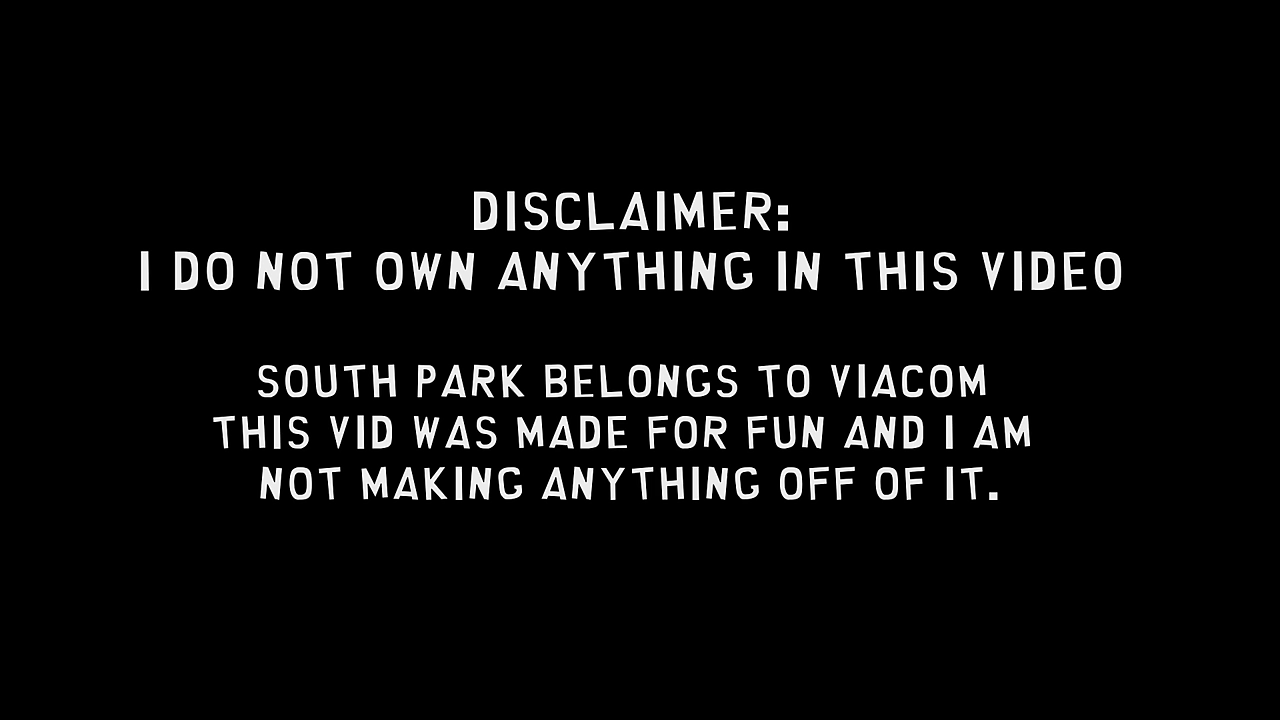 DISCLAIMER:
I DO NOT OWN ANYTHING IN THIS VIDEO
SOUTH PARK BELONGS TO VIACOM
THIS VID WAS MADE FOR FUN AND I AM
NOT MAKING ANYTHING OFF OF IT.